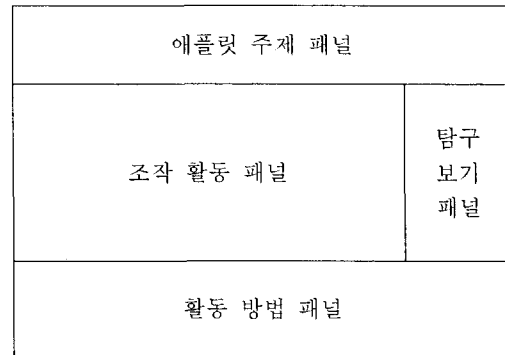 애플릿 주제 패널
조작 활동 패널
탐구
보기
패널
활동 방법 패널